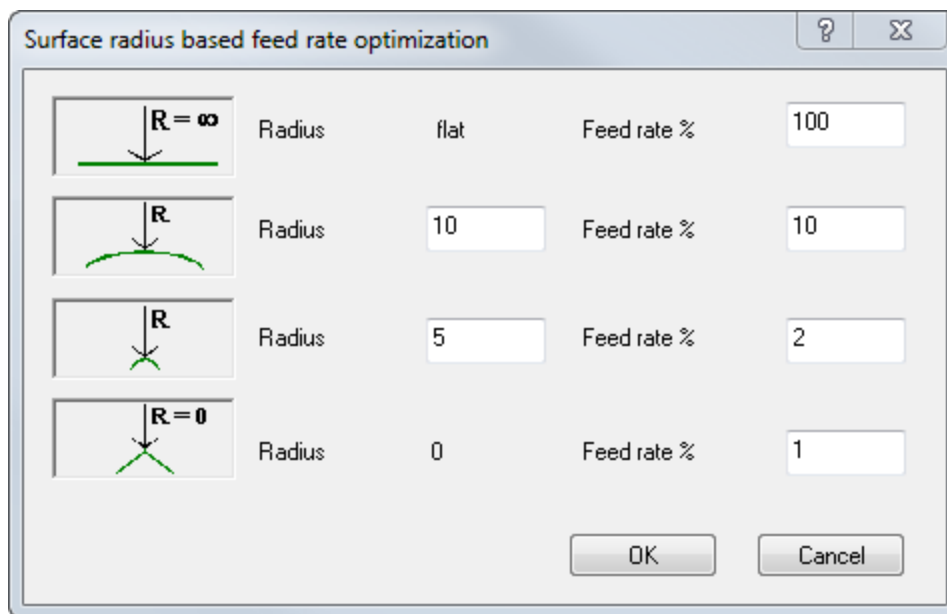 Surface radius based feed rate optimization
R = ∞ Radius flat Feed rate % 100
R Radius 10 Feed rate % 10
R Radius 5 Feed rate % 2
R = 0 Radius 0 Feed rate % 1
OK Cancel